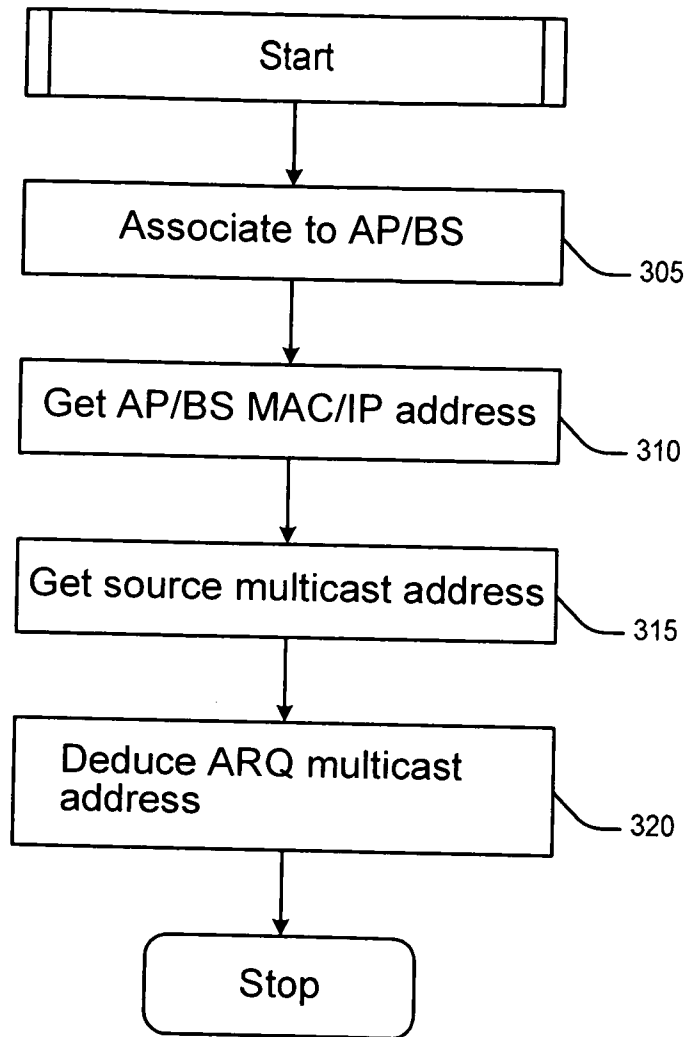 Start
Associate to AP/BS
305
Get AP/BS MAC/IP address
310
Get source multicast address
315
Deduce ARQ multicast
address
320
Stop